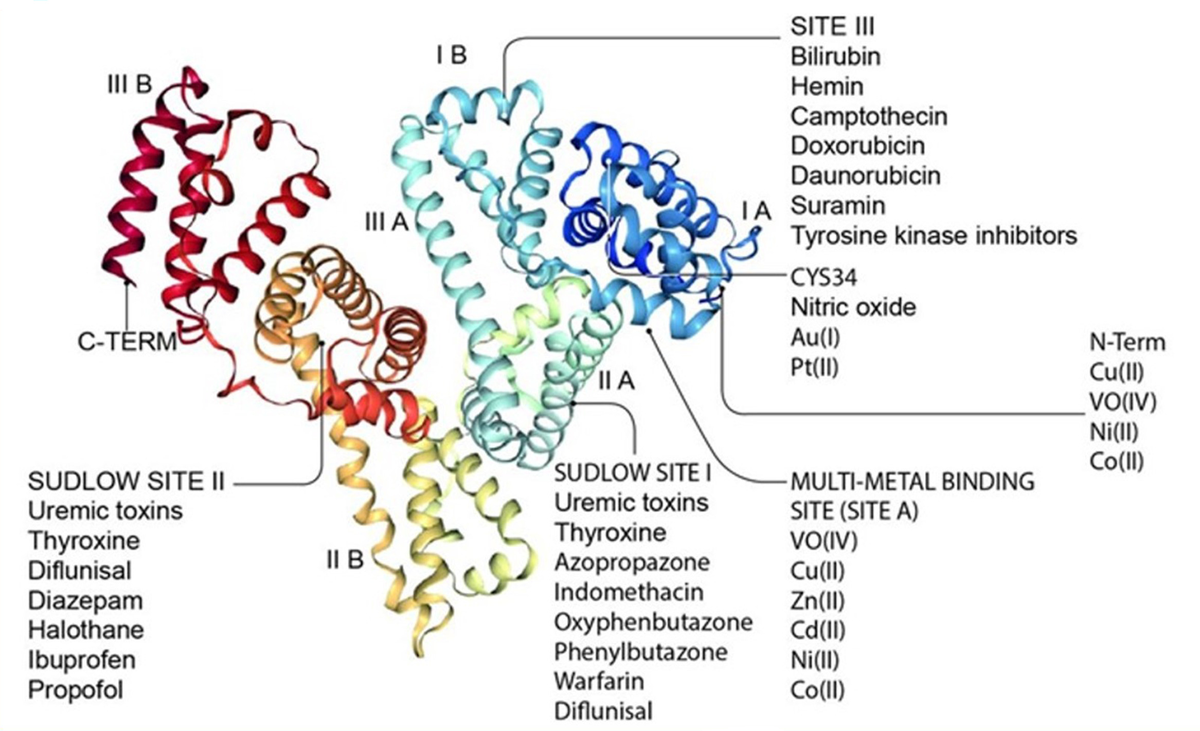 SITE III
Bilirubin
Hemin
Camptothecin
Doxorubicin
Daunorubicin
Suramin
Tyrosine kinase inhibitors
I B
III B
I A
III A
CYS34
Nitric oxide
Au(I)
Pt(II)
C-TERM
N-Term
Cu(II)
VO(IV)
Ni(II)
Co(II)
II A
SUDLOW SITE II
Uremic toxins
Thyroxine
Diflunisal
Diazepam
Halothane
Ibuprofen
Propofol
II B
SUDLOW SITE I
Uremic toxins
Thyroxine
Azopropazone
Indomethacin
Oxyphenbutazone
Phenylbutazone
Warfarin
Diflunisal
MULTI-METAL BINDING
SITE (SITE A)
VO(IV)
Cu(II)
Zn(II)
Cd(II)
Ni(II)
Co(II)